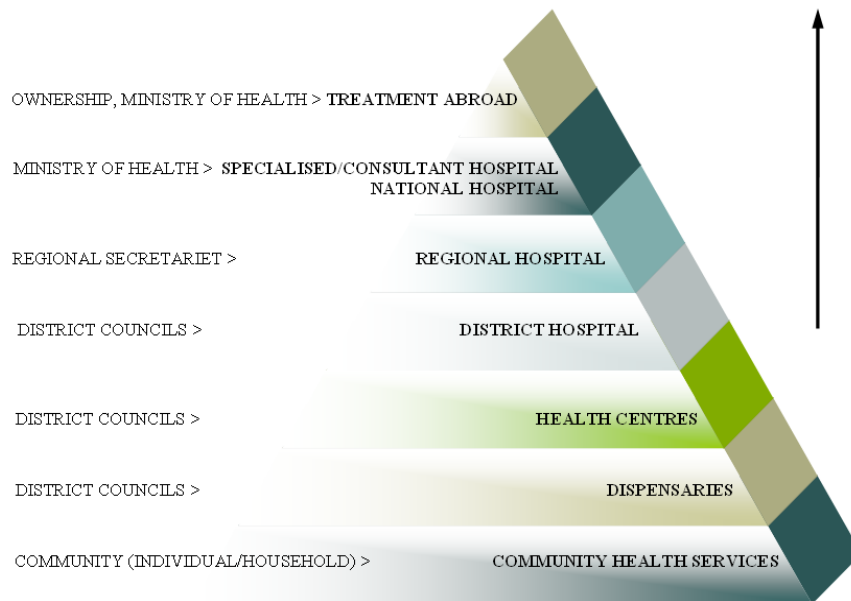 OWNERSHIP, MINISTRY OF HEALTH > TREATMENT ABROAD
MINISTRY OF HEALTH > SPECIALISED/CONSULTANT HOSPITAL
NATIONAL HOSPITAL
REGIONAL SECRETARIET > REGIONAL HOSPITAL
DISTRICT COUNCILS > DISTRICT HOSPITAL
DISTRICT COUNCILS > HEALTH CENTRES
DISTRICT COUNCILS > DISPENSARIES
COMMUNITY (INDIVIDUAL/HOUSEHOLD) > COMMUNITY HEALTH SERVICES